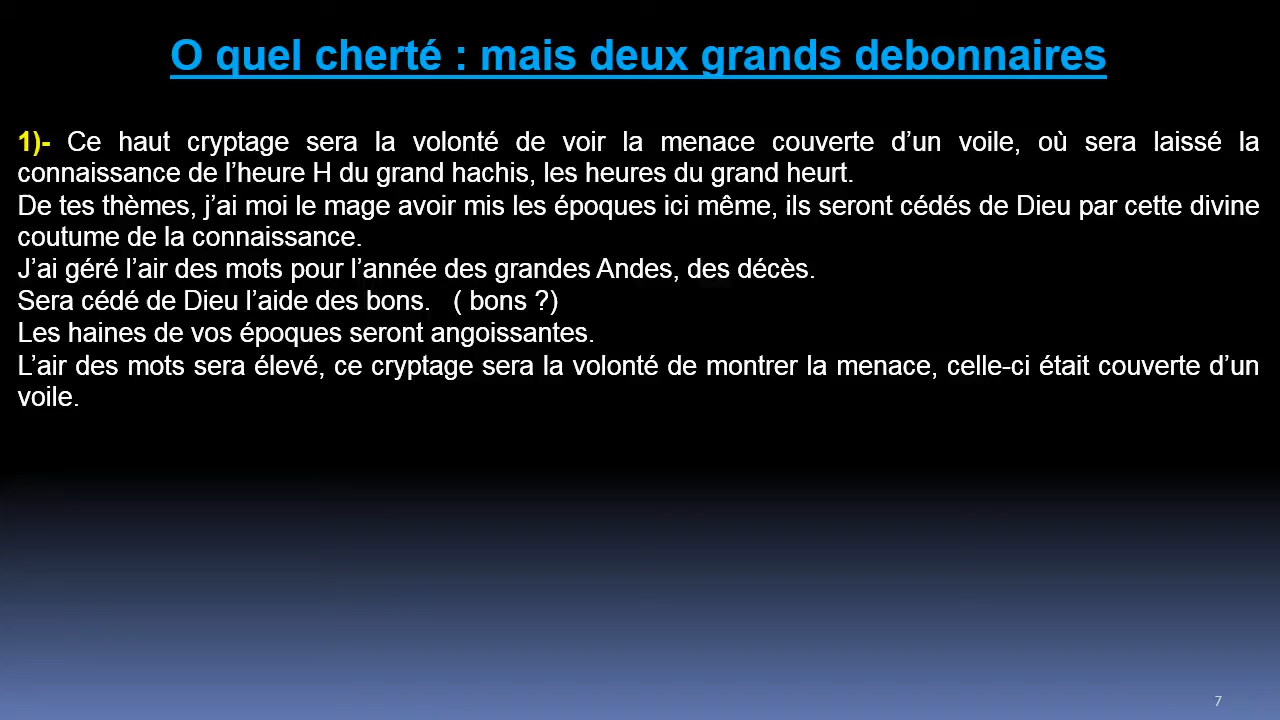 O quel cherté : mais deux grands debonnaires
1)- Ce haut cryptage sera la volonté de voir la menace couverte d’un voile, où sera laissé la
connaissance de l’heure H du grand hachis, les heures du grand heurt.
De tes thèmes, j’ai moi le mage avoir mis les époques ici même, ils seront cédés de Dieu par cette divine
coutume de la connaissance.
J’ai géré l’air des mots pour l’année des grandes Andes, des décès.
Sera cédé de Dieu l’aide des bons. ( bons ?)
Les haines de vos époques seront angoissantes.
L’air des mots sera élevé, ce cryptage sera la volonté de montrer la menace, celle-ci était couverte d’un
voile.
7